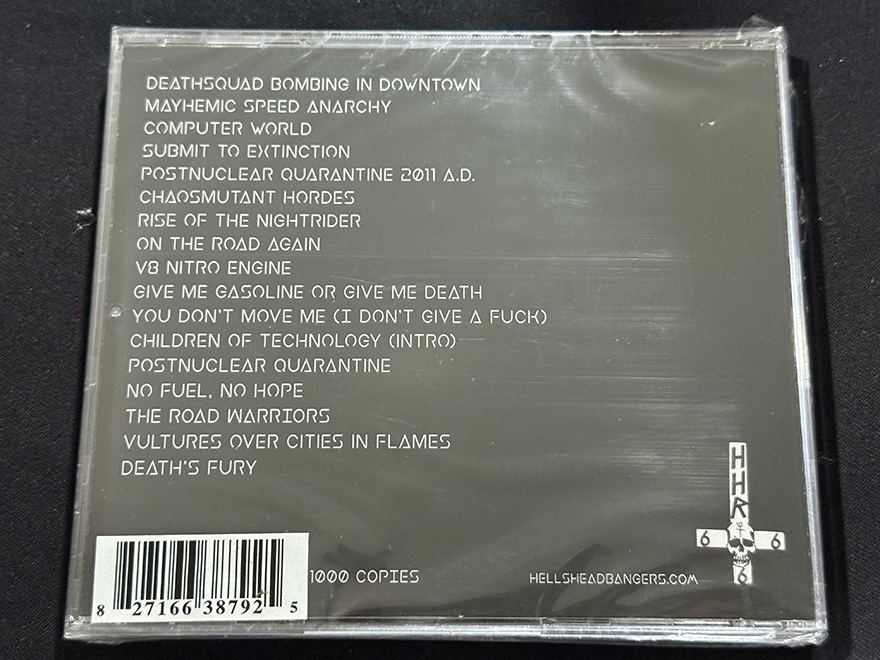 DEATHSQUAD BOMBING IN DOWNTOWN
MAYHEMIC SPEED ANARCHY
COMPUTER WORLD
SUBMIT TO EXTINCTION
POSTNUCLEAR QUARANTINE 2011 A.D.
CHAOSMUTANT HORDES
RISE OF THE NIGHTRIDER
ON THE ROAD AGAIN
V8 NITRO ENGINE
GIVE ME GASOLINE OR GIVE ME DEATH
YOU DON'T MOVE ME (I DON'T GIVE A FUCK)
CHILDREN OF TECHNOLOGY (INTRO)
POSTNUCLEAR QUARANTINE
NO FUEL, NO HOPE
THE ROAD WARRIORS
VULTURES OVER CITIES IN FLAMES
DEATH'S FURY
HHR
6 6
6
1000 COPIES
HELLSHEADBANGERS.COM
8 27166 38792 5